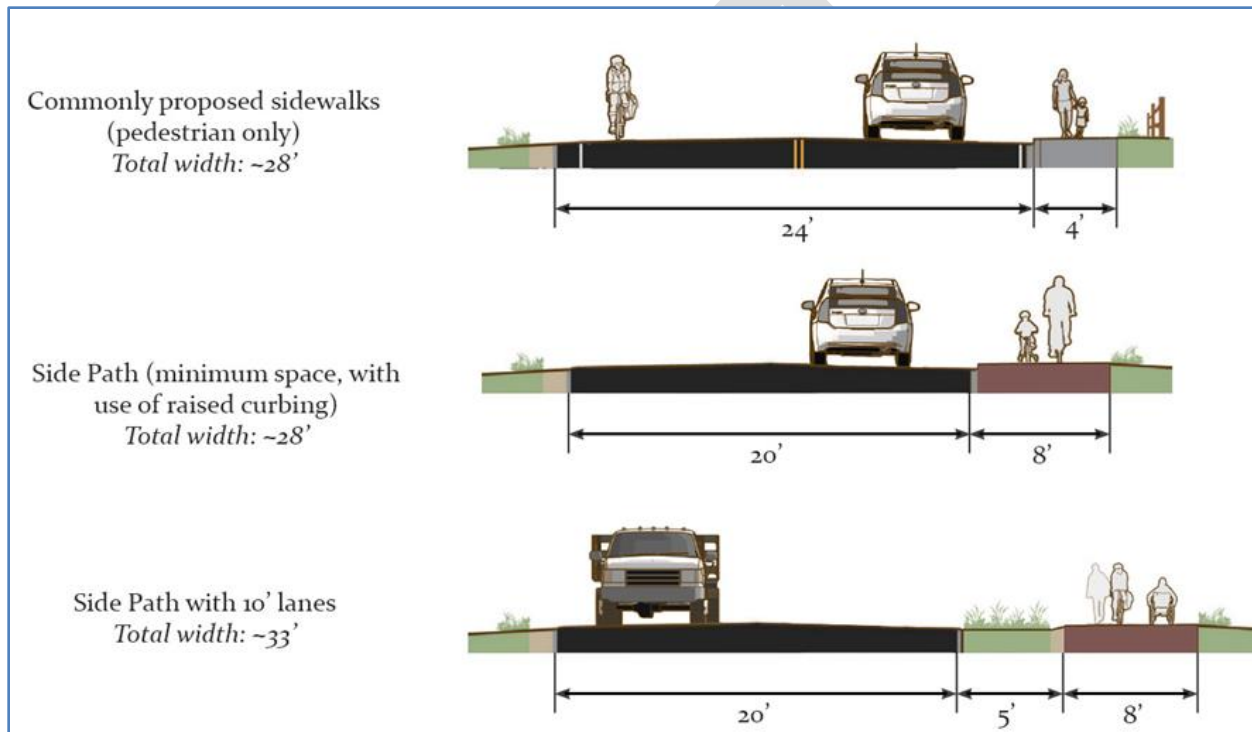 Commonly proposed sidewalks
(pedestrian only)
Total width: ~28’
24’
4’
Side Path (minimum space, with
use of raised curbing)
Total width: ~28’
20’
8’
Side Path with 10’ lanes
Total width: ~33’
20’
5’
8’